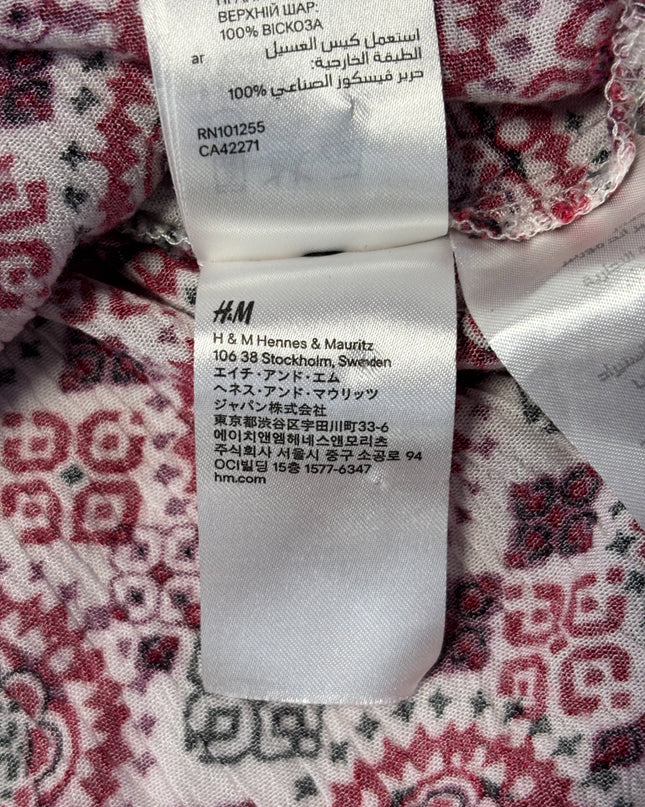 ВЕРХНІЙ ШАР:
100% ВІСКОЗА
ar
استعمل كيس الغسيل
الطبقة الخارجية:
100% حرير فيسكوز الصناعي
RN101255
CA42271
H&M
H & M Hennes & Mauritz
106 38 Stockholm, Sweden
エイチ・アンド・エム
ヘネス・アンド・マウリッツ
ジャパン株式会社
東京都渋谷区宇田川町33-6
에이치앤엠헤네스앤모리츠
주식회사 서울시 중구 소공로 94
OCI빌딩 15층 1577-6347
hm.com